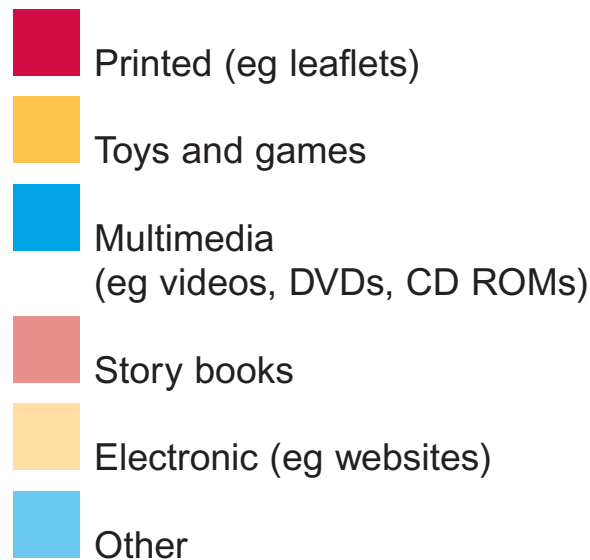 Printed (eg leaflets)
Toys and games
Multimedia
(eg videos, DVDs, CD ROMs)
Story books
Electronic (eg websites)
Other